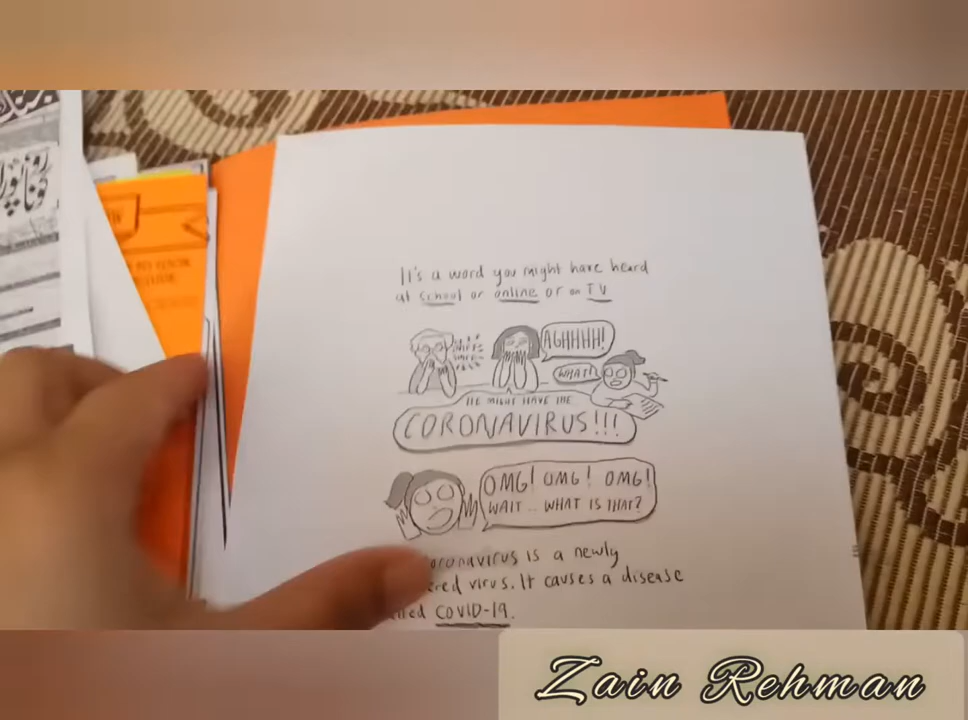 It's a word you might have heard
at school or online or on TV
AGHHHH!
WHAT!
HE MIGHT HAVE THE
CORONAVIRUS!!!
OMG! OMG! OMG!
WAIT.. WHAT IS THAT?
oronavirus is a newly
ered virus. It causes a disease
COVID-19.
Zain Rehman